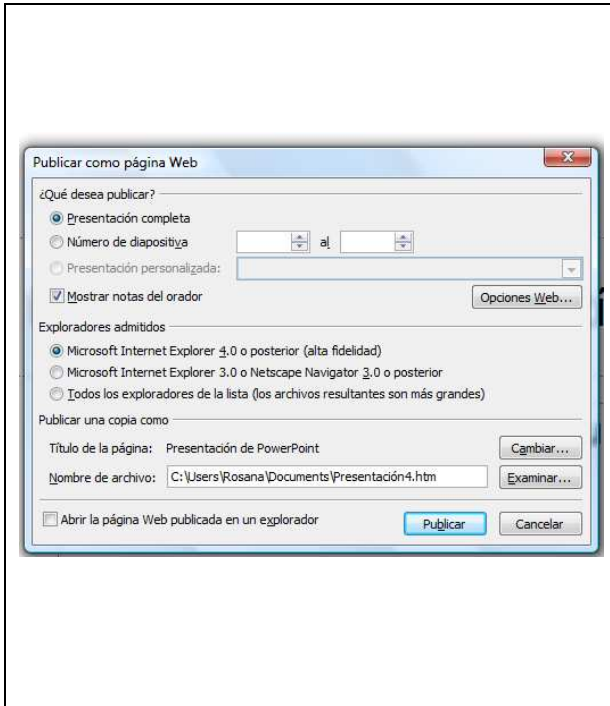 Publicar como página Web
¿Qué desea publicar?
Presentación completa
Número de diapositiva al
Presentación personalizada:
Mostrar notas del orador
Opciones Web...
Exploradores admitidos
Microsoft Internet Explorer 4.0 o posterior (alta fidelidad)
Microsoft Internet Explorer 3.0 o Netscape Navigator 3.0 o posterior
Todos los exploradores de la lista (los archivos resultantes son más grandes)
Publicar una copia como
Título de la página: Presentación de PowerPoint Cambiar...
Nombre de archivo: C:\Users\Rosana\Documents\Presentación4.htm Examinar...
Abrir la página Web publicada en un explorador Publicar Cancelar